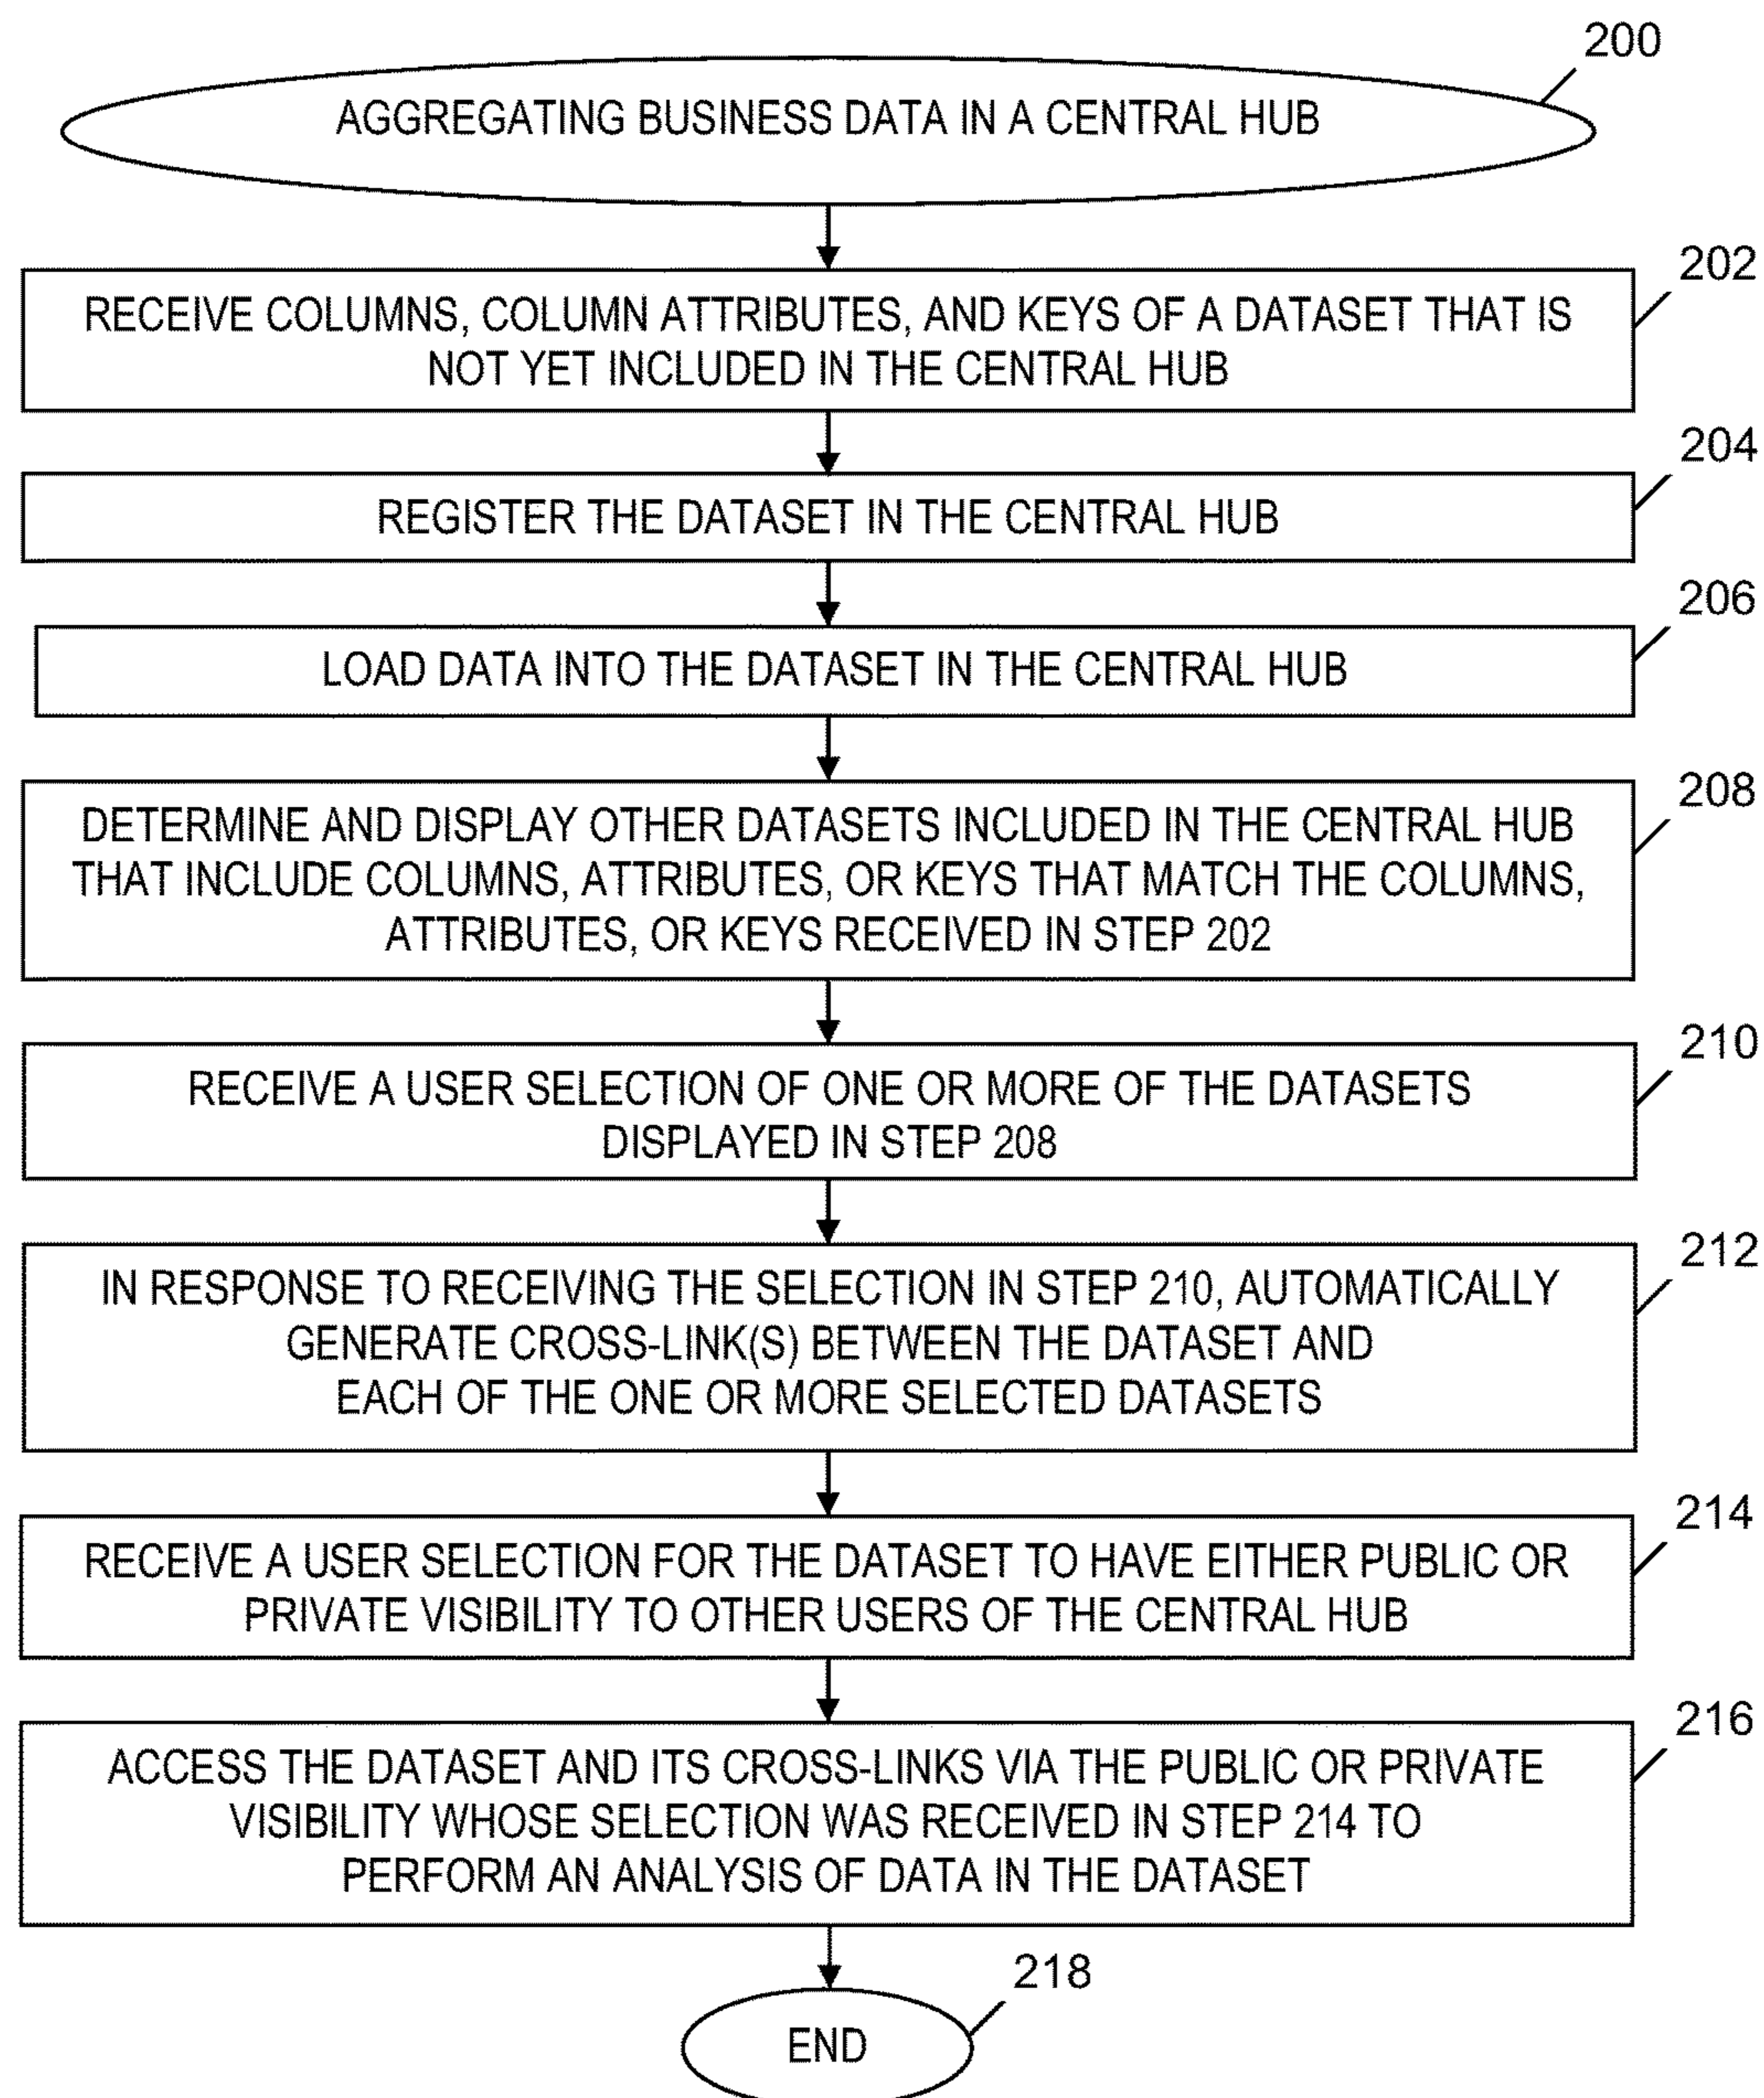 200
AGGREGATING BUSINESS DATA IN A CENTRAL HUB
202
RECEIVE COLUMNS, COLUMN ATTRIBUTES, AND KEYS OF A DATASET THAT IS
NOT YET INCLUDED IN THE CENTRAL HUB
204
REGISTER THE DATASET IN THE CENTRAL HUB
206
LOAD DATA INTO THE DATASET IN THE CENTRAL HUB
208
DETERMINE AND DISPLAY OTHER DATASETS INCLUDED IN THE CENTRAL HUB
THAT INCLUDE COLUMNS, ATTRIBUTES, OR KEYS THAT MATCH THE COLUMNS,
ATTRIBUTES, OR KEYS RECEIVED IN STEP 202
210
RECEIVE A USER SELECTION OF ONE OR MORE OF THE DATASETS
DISPLAYED IN STEP 208
212
IN RESPONSE TO RECEIVING THE SELECTION IN STEP 210, AUTOMATICALLY
GENERATE CROSS-LINK(S) BETWEEN THE DATASET AND
EACH OF THE ONE OR MORE SELECTED DATASETS
214
RECEIVE A USER SELECTION FOR THE DATASET TO HAVE EITHER PUBLIC OR
PRIVATE VISIBILITY TO OTHER USERS OF THE CENTRAL HUB
216
ACCESS THE DATASET AND ITS CROSS-LINKS VIA THE PUBLIC OR PRIVATE
VISIBILITY WHOSE SELECTION WAS RECEIVED IN STEP 214 TO
PERFORM AN ANALYSIS OF DATA IN THE DATASET
218
END